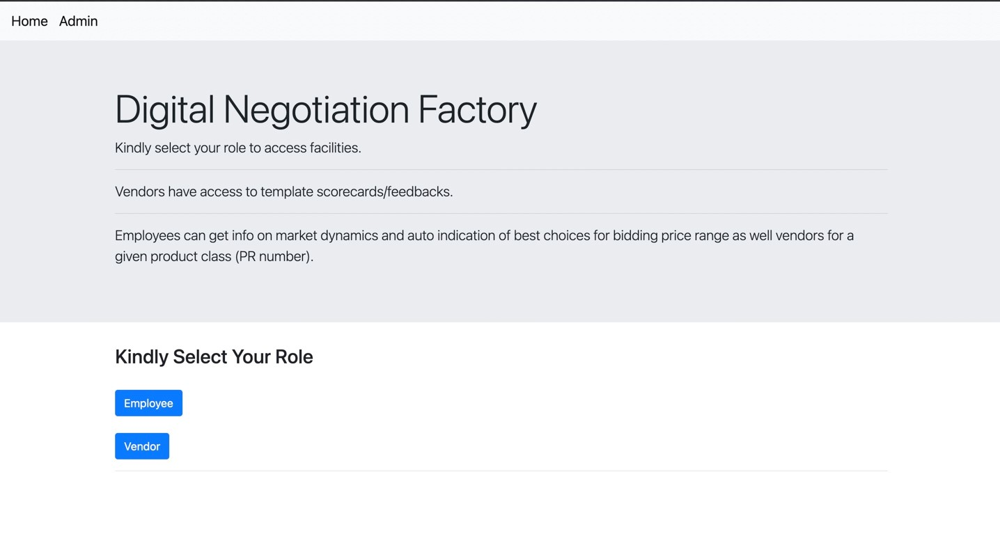 Home Admin
Digital Negotiation Factory
Kindly select your role to access facilities.
Vendors have access to template scorecards/feedbacks.
Employees can get info on market dynamics and auto indication of best choices for bidding price range as well vendors for a
given product class (PR number).
Kindly Select Your Role
Employee
Vendor